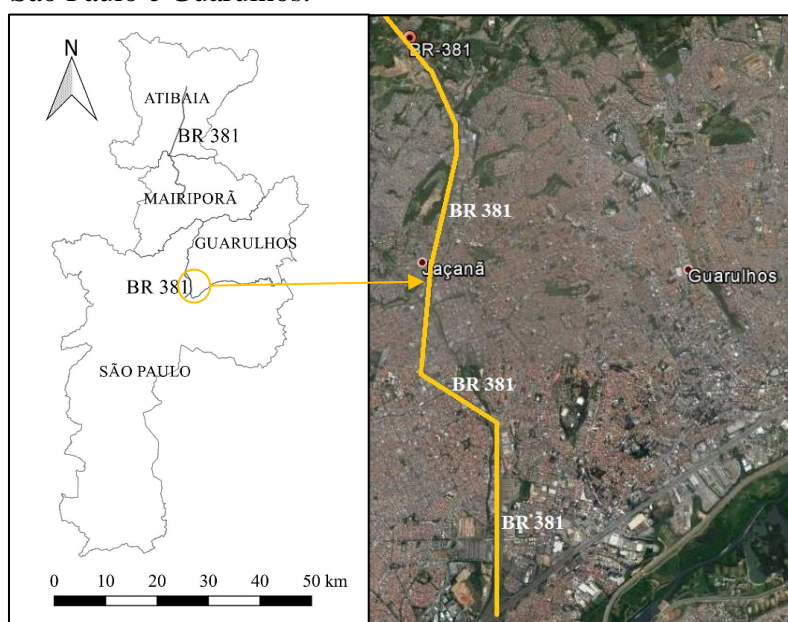 São Paulo e Guarulhos.
N
ATIBAIA
BR 381
MAIRIPORÃ
GUARULHOS
BR 381
SÃO PAULO
0 10 20 30 40 50 km
BR-381
BR 381
Jaçanã
Guarulhos
BR 381
BR 381